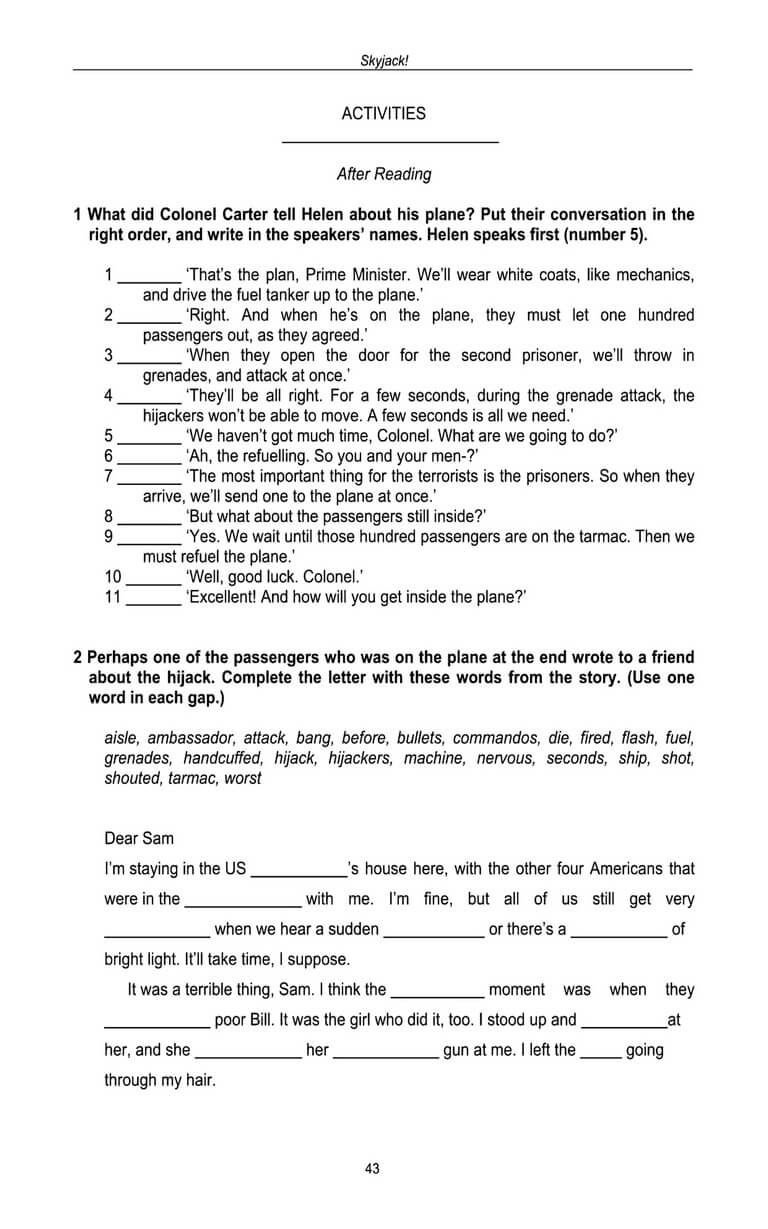 Skyjack!
ACTIVITIES
After Reading
1 What did Colonel Carter tell Helen about his plane? Put their conversation in the
right order, and write in the speakers’ names. Helen speaks first (number 5).
1 _______ ‘That’s the plan, Prime Minister. We’ll wear white coats, like mechanics,
and drive the fuel tanker up to the plane.’
2 _______ ‘Right. And when he’s on the plane, they must let one hundred
passengers out, as they agreed.’
3 _______ ‘When they open the door for the second prisoner, we’ll throw in
grenades, and attack at once.’
4 _______ ‘They’ll be all right. For a few seconds, during the grenade attack, the
hijackers won’t be able to move. A few seconds is all we need.’
5 _______ ‘We haven’t got much time, Colonel. What are we going to do?’
6 _______ ‘Ah, the refuelling. So you and your men-?’
7 _______ ‘The most important thing for the terrorists is the prisoners. So when they
arrive, we’ll send one to the plane at once.’
8 _______ ‘But what about the passengers still inside?’
9 _______ ‘Yes. We wait until those hundred passengers are on the tarmac. Then we
must refuel the plane.’
10 ______ ‘Well, good luck. Colonel.’
11 ______ ‘Excellent! And how will you get inside the plane?’
2 Perhaps one of the passengers who was on the plane at the end wrote to a friend
about the hijack. Complete the letter with these words from the story. (Use one
word in each gap.)
aisle, ambassador, attack, bang, before, bullets, commandos, die, fired, flash, fuel,
grenades, handcuffed, hijack, hijackers, machine, nervous, seconds, ship, shot,
shouted, tarmac, worst
Dear Sam
I’m staying in the US ___________’s house here, with the other four Americans that
were in the _____________ with me. I’m fine, but all of us still get very
____________ when we hear a sudden ___________ or there’s a ___________ of
bright light. It’ll take time, I suppose.
It was a terrible thing, Sam. I think the __________ moment was when they
____________ poor Bill. It was the girl who did it, too. I stood up and __________at
her, and she ____________ her ____________ gun at me. I left the _____ going
through my hair.
43